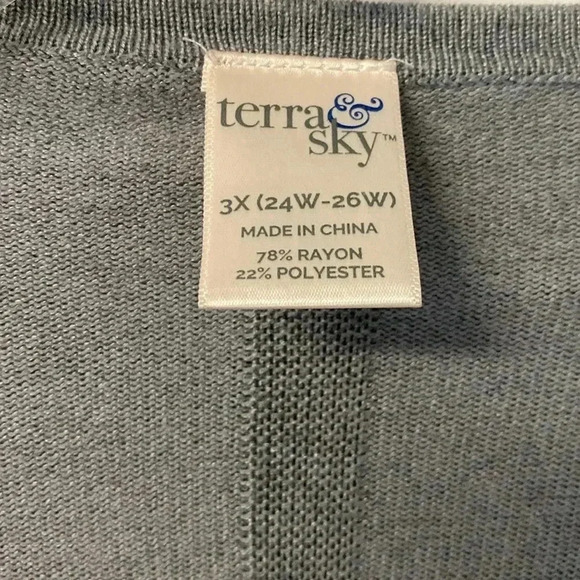 terra&
sky™
3X (24W-26W)
MADE IN CHINA
78% RAYON
22% POLYESTER